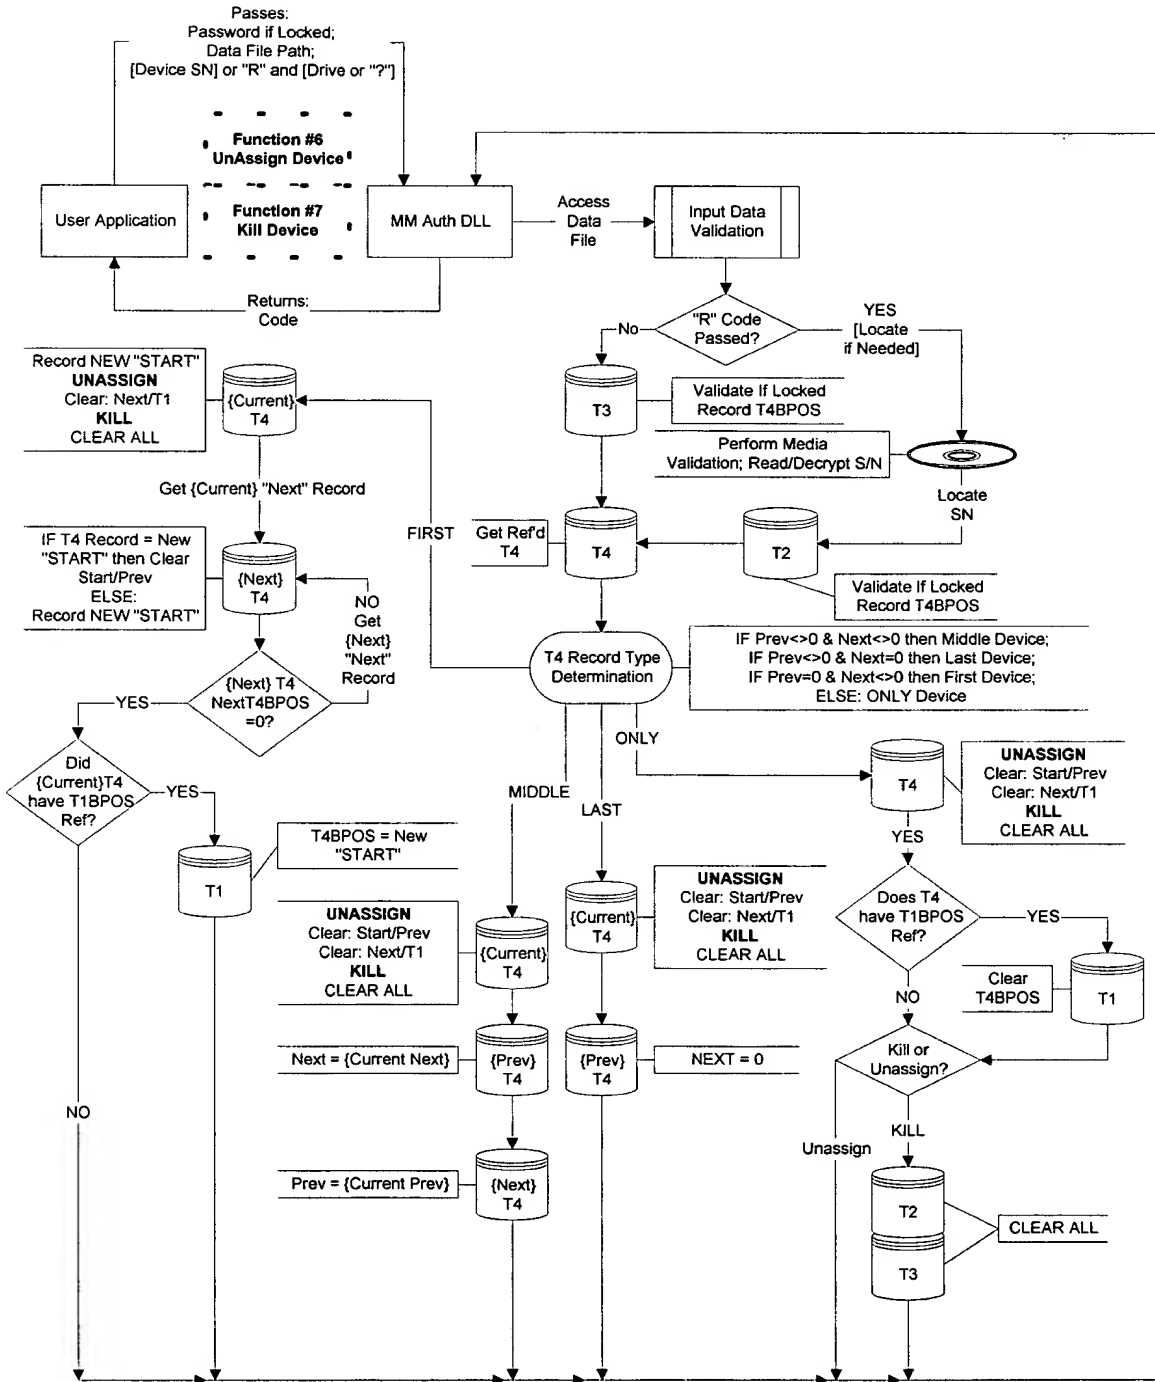 Passes:
Password if Locked;
Data File Path;
[Device SN] or "R" and [Drive or "?"]
Function #6
UnAssign Device
Function #7
Kill Device
User Application
MM Auth DLL
Access
Data
File
Input Data
Validation
Returns:
Code
"R" Code
Passed?
No
YES
[Locate
if Needed]
Record NEW "START"
UNASSIGN
Clear: Next/T1
KILL
CLEAR ALL
{Current}
T4
T3
Validate If Locked
Record T4BPOS
Perform Media
Validation; Read/Decrypt S/N
Locate
SN
Get {Current} "Next" Record
FIRST
Get Ref'd
T4
T4
T2
Validate If Locked
Record T4BPOS
IF T4 Record = New
"START" then Clear
Start/Prev
ELSE:
Record NEW "START"
{Next}
T4
NO
Get
{Next}
"Next"
Record
T4 Record Type
Determination
IF Prev<>0 & Next<>0 then Middle Device;
IF Prev<>0 & Next=0 then Last Device;
IF Prev=0 & Next<>0 then First Device;
ELSE: ONLY Device
{Next} T4
NextT4BPOS
=0?
YES
ONLY
Did
{Current}T4
have T1BPOS
Ref?
YES
MIDDLE
LAST
T4
UNASSIGN
Clear: Start/Prev
Clear: Next/T1
KILL
CLEAR ALL
YES
T1
T4BPOS = New
"START"
UNASSIGN
Clear: Start/Prev
Clear: Next/T1
KILL
CLEAR ALL
{Current}
T4
{Current}
T4
UNASSIGN
Clear: Start/Prev
Clear: Next/T1
KILL
CLEAR ALL
Does T4
have T1BPOS
Ref?
YES
NO
Clear
T4BPOS
T1
Next = {Current Next}
{Prev}
T4
{Prev}
T4
NEXT = 0
Kill or
Unassign?
NO
KILL
Unassign
Prev = {Current Prev}
{Next}
T4
T2
T3
CLEAR ALL